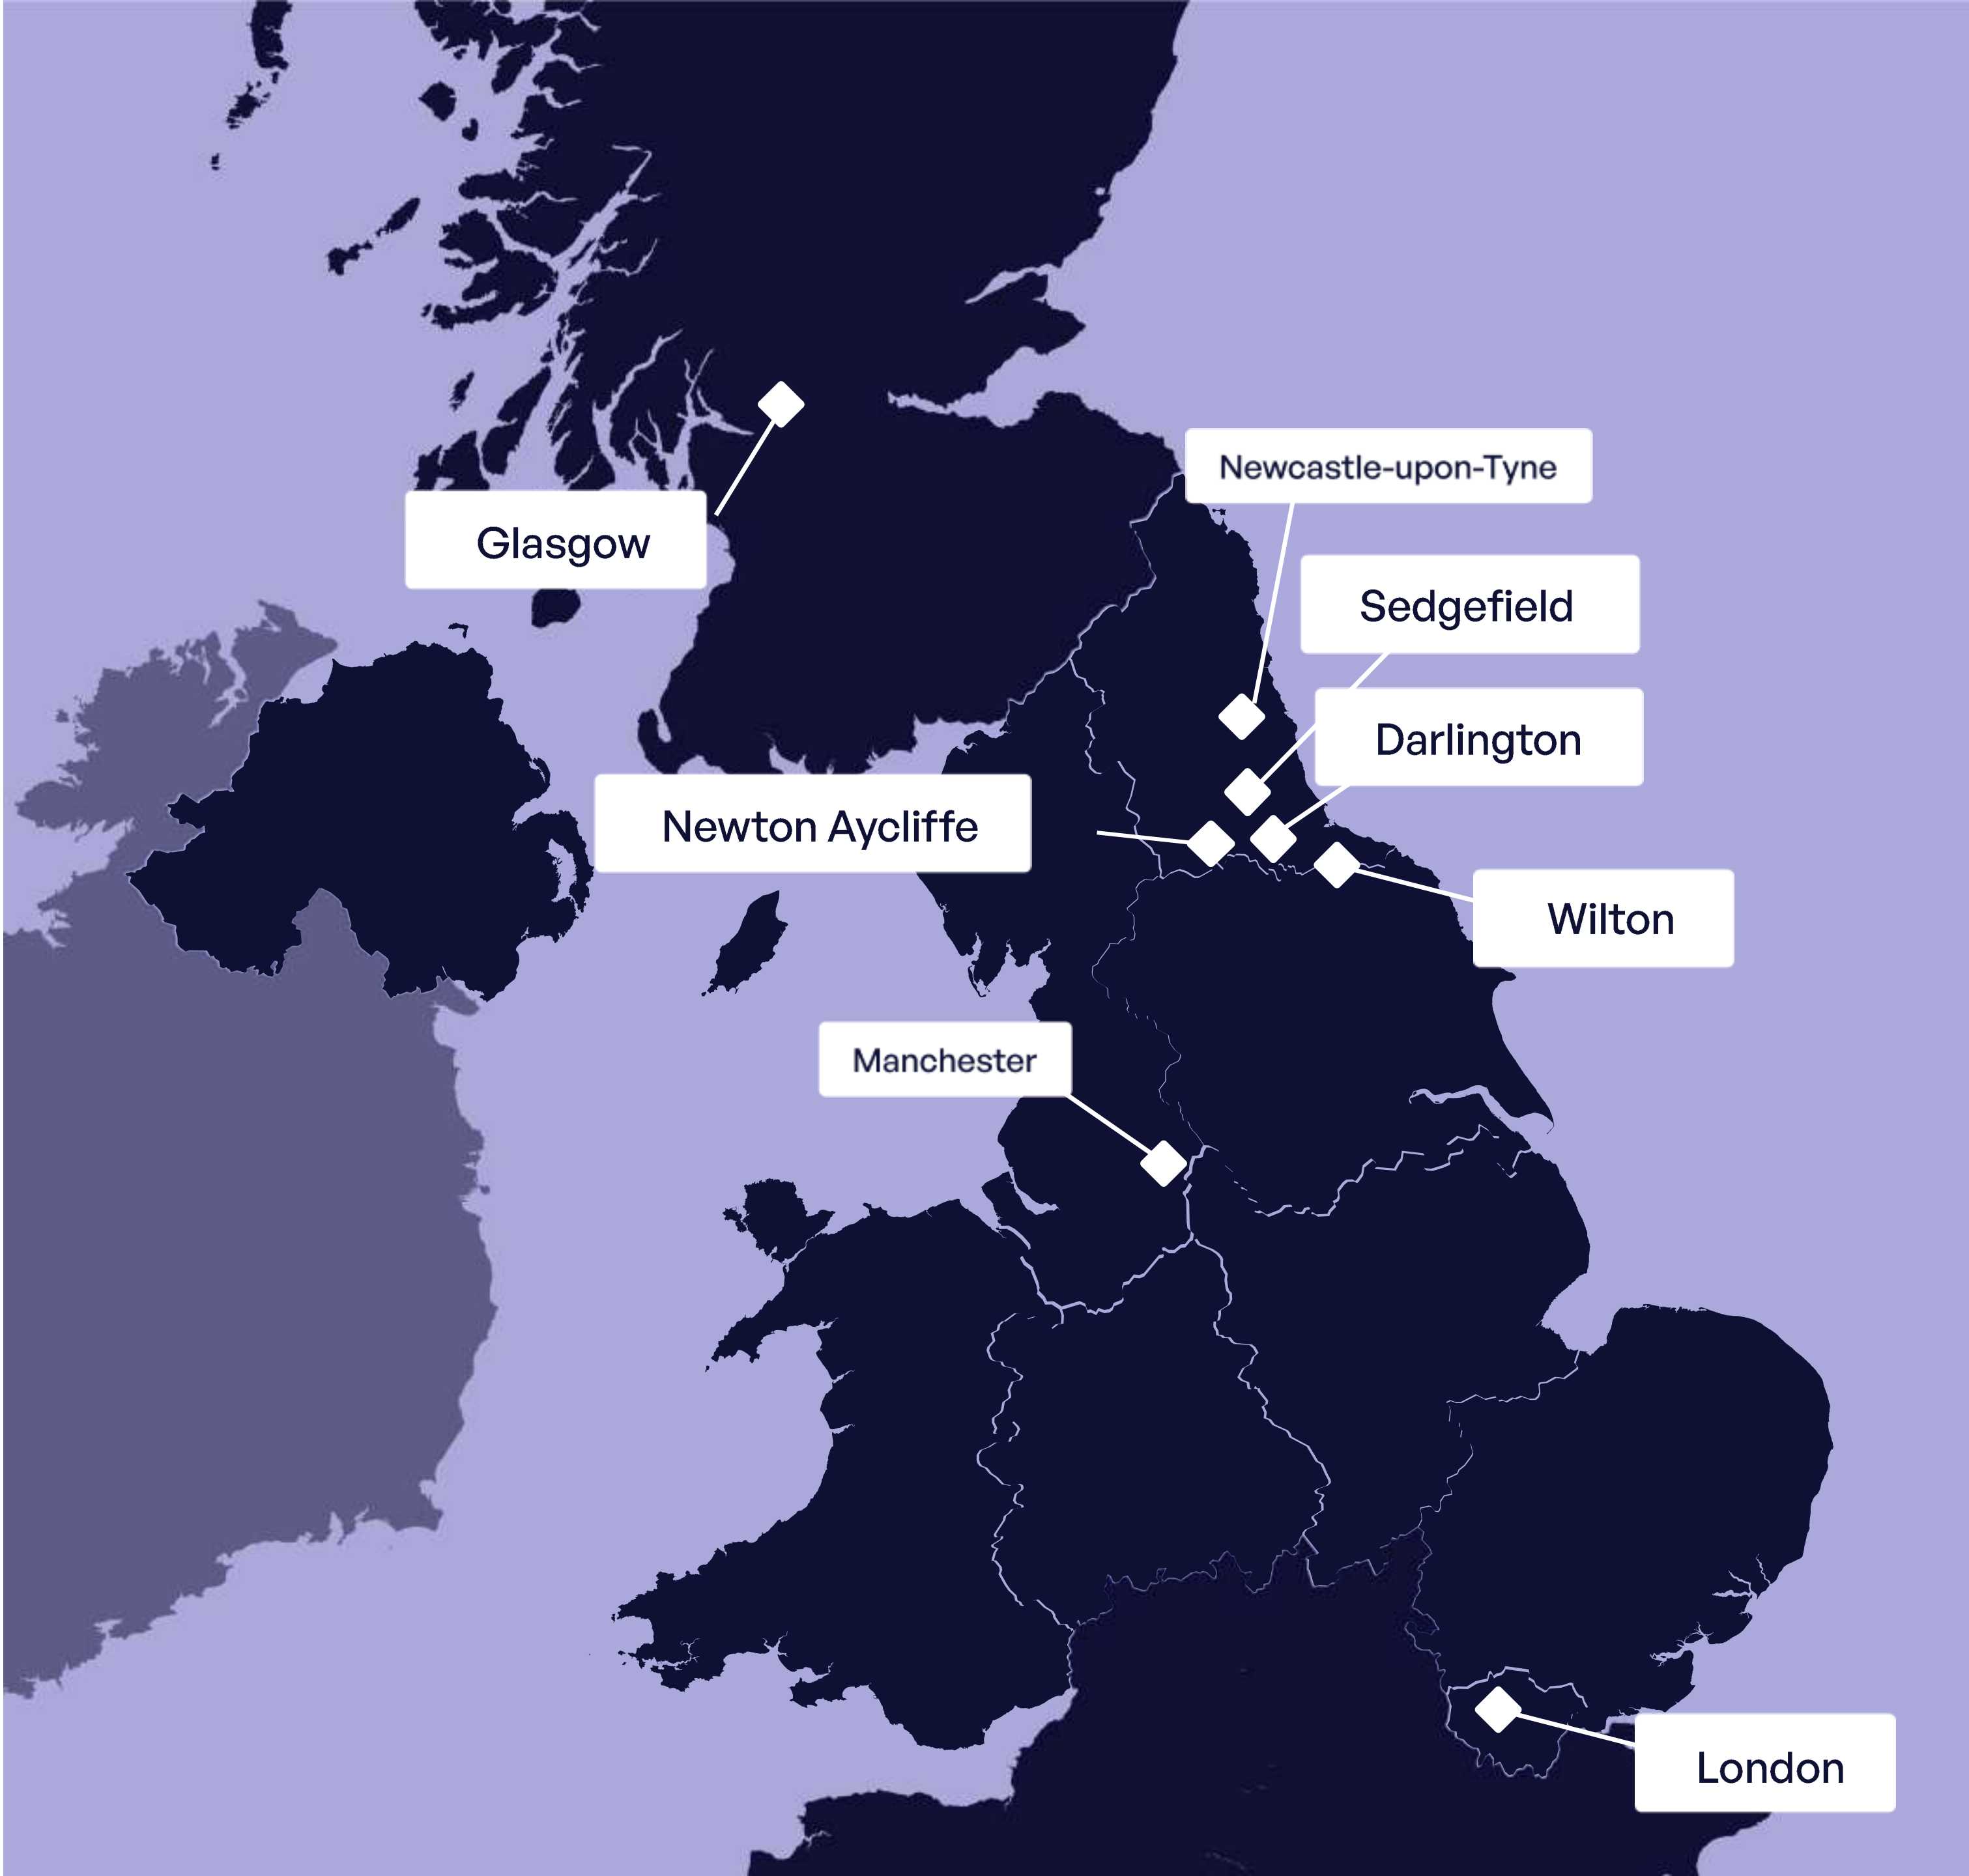 Newcastle-upon-Tyne
Glasgow
Sedgefield
Darlington
Newton Aycliffe
Wilton
Manchester
London